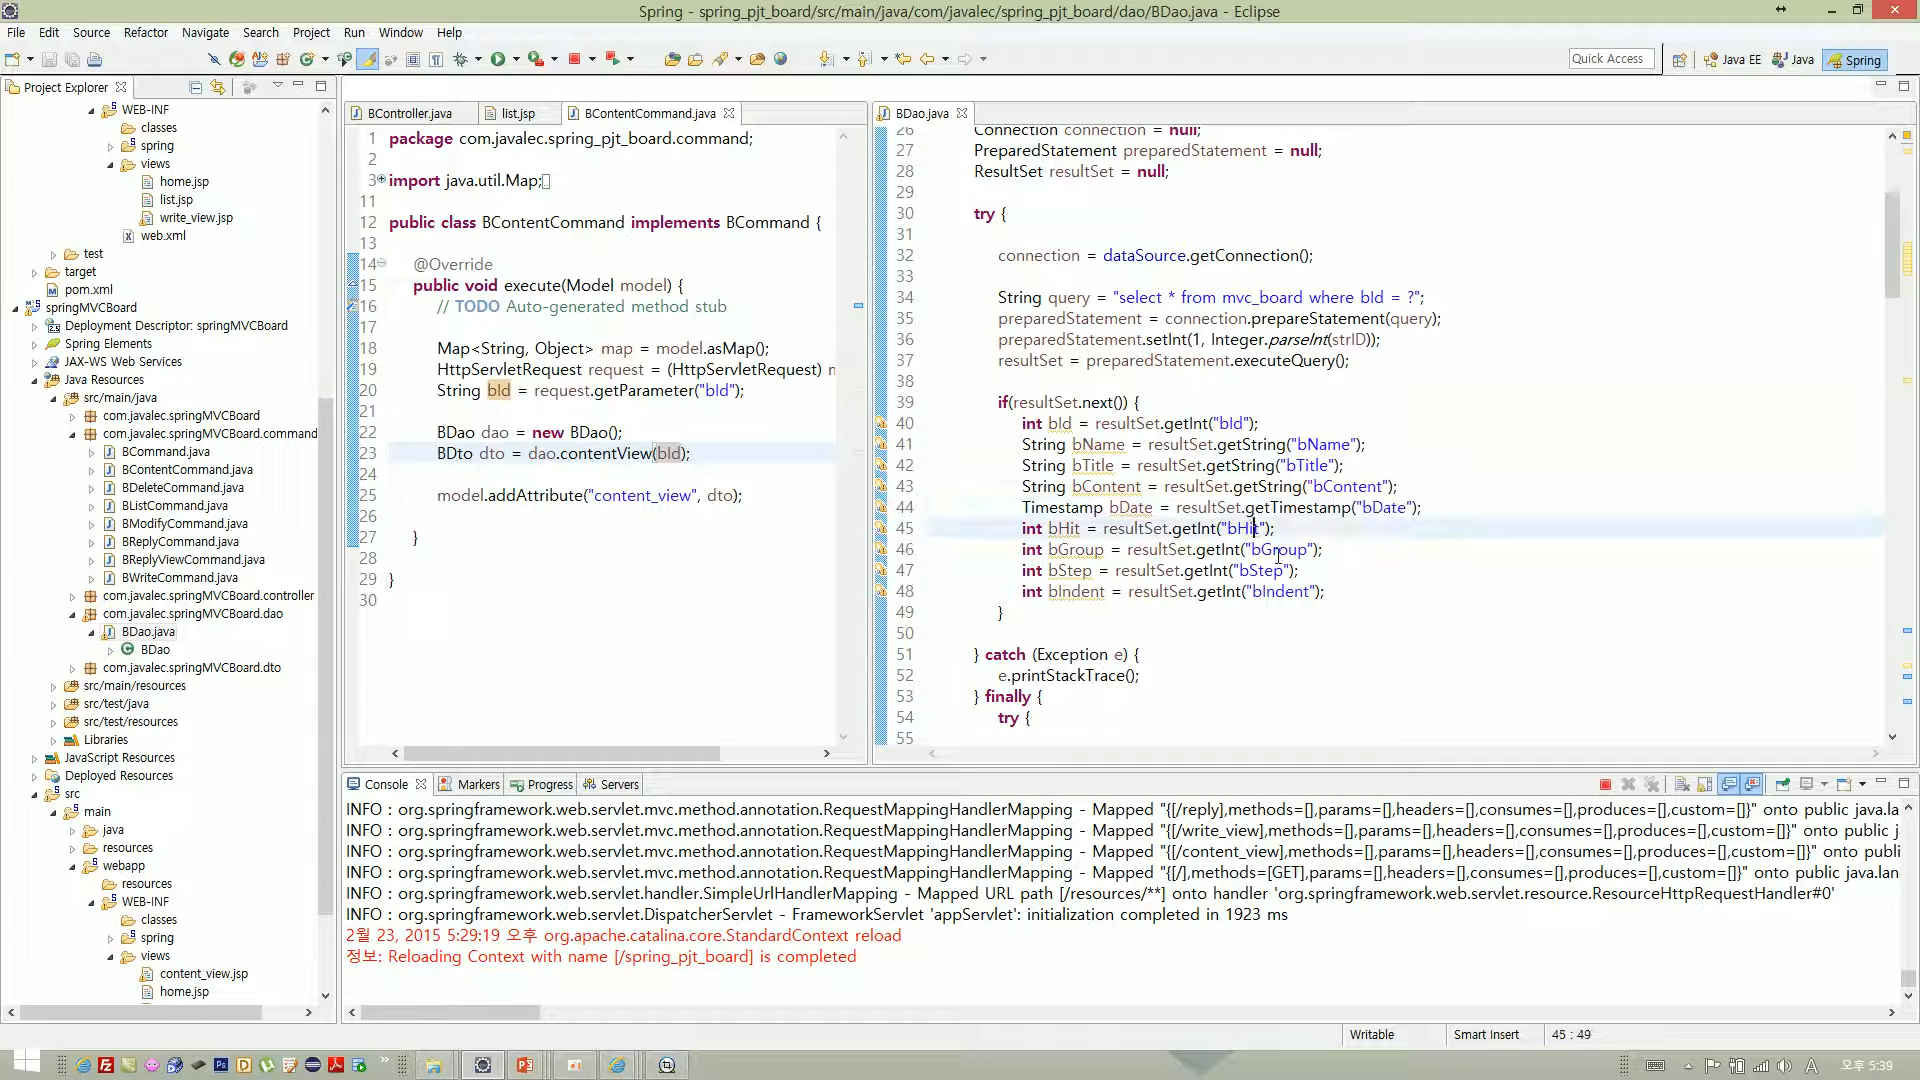 Spring - spring_pjt_board/src/main/java/com/javalec/spring_pjt_board/dao/BDao.java - Eclipse
File Edit Source Refactor Navigate Search Project Run Window Help
Quick Access
Java EE
Java
Spring
Project Explorer
WEB-INF
classes
spring
views
home.jsp
list.jsp
write_view.jsp
web.xml
test
target
pom.xml
springMVCBoard
Deployment Descriptor: springMVCBoard
Spring Elements
JAX-WS Web Services
Java Resources
src/main/java
com.javalec.springMVCBoard
com.javalec.springMVCBoard.command
BCommand.java
BContentCommand.java
BDeleteCommand.java
BListCommand.java
BModifyCommand.java
BReplyCommand.java
BReplyViewCommand.java
BWriteCommand.java
com.javalec.springMVCBoard.controller
com.javalec.springMVCBoard.dao
BDao.java
BDao
com.javalec.springMVCBoard.dto
src/main/resources
src/test/java
src/test/resources
Libraries
JavaScript Resources
Deployed Resources
src
main
java
resources
webapp
resources
WEB-INF
classes
spring
views
content_view.jsp
home.jsp
BController.java
list.jsp
BContentCommand.java
1 package com.javalec.spring_pjt_board.command;
2
3 import java.util.Map;
11
12 public class BContentCommand implements BCommand {
13
14 @Override
15 public void execute(Model model) {
16 // TODO Auto-generated method stub
17
18 Map<String, Object> map = model.asMap();
19 HttpServletRequest request = (HttpServletRequest) m
20 String bId = request.getParameter("bId");
21
22 BDao dao = new BDao();
23 BDto dto = dao.contentView(bId);
24
25 model.addAttribute("content_view", dto);
26
27 }
28
29 }
30
BDao.java
26 Connection connection = null;
27 PreparedStatement preparedStatement = null;
28 ResultSet resultSet = null;
29
30 try {
31
32 connection = dataSource.getConnection();
33
34 String query = "select * from mvc_board where bId = ?";
35 preparedStatement = connection.prepareStatement(query);
36 preparedStatement.setInt(1, Integer.parseInt(strID));
37 resultSet = preparedStatement.executeQuery();
38
39 if(resultSet.next()) {
40 int bId = resultSet.getInt("bId");
41 String bName = resultSet.getString("bName");
42 String bTitle = resultSet.getString("bTitle");
43 String bContent = resultSet.getString("bContent");
44 Timestamp bDate = resultSet.getTimestamp("bDate");
45 int bHit = resultSet.getInt("bHit");
46 int bGroup = resultSet.getInt("bGroup");
47 int bStep = resultSet.getInt("bStep");
48 int bIndent = resultSet.getInt("bIndent");
49 }
50
51 } catch (Exception e) {
52 e.printStackTrace();
53 } finally {
54 try {
55
Console
Markers
Progress
Servers
INFO : org.springframework.web.servlet.mvc.method.annotation.RequestMappingHandlerMapping - Mapped "{[/reply],methods=[],params=[],headers=[],consumes=[],produces=[],custom=[]}" onto public java.la
INFO : org.springframework.web.servlet.mvc.method.annotation.RequestMappingHandlerMapping - Mapped "{[/write_view],methods=[],params=[],headers=[],consumes=[],produces=[],custom=[]}" onto public j
INFO : org.springframework.web.servlet.mvc.method.annotation.RequestMappingHandlerMapping - Mapped "{[/content_view],methods=[],params=[],headers=[],consumes=[],produces=[],custom=[]}" onto publi
INFO : org.springframework.web.servlet.mvc.method.annotation.RequestMappingHandlerMapping - Mapped "{[/],methods=[GET],params=[],headers=[],consumes=[],produces=[],custom=[]}" onto public java.lan
INFO : org.springframework.web.servlet.handler.SimpleUrlHandlerMapping - Mapped URL path [/resources/**] onto handler 'org.springframework.web.servlet.resource.ResourceHttpRequestHandler#0'
INFO : org.springframework.web.servlet.DispatcherServlet - FrameworkServlet 'appServlet': initialization completed in 1923 ms
2월 23, 2015 5:29:19 오후 org.apache.catalina.core.StandardContext reload
정보: Reloading Context with name [/spring_pjt_board] is completed
Writable
Smart Insert
45 : 49
A
오후 5:39